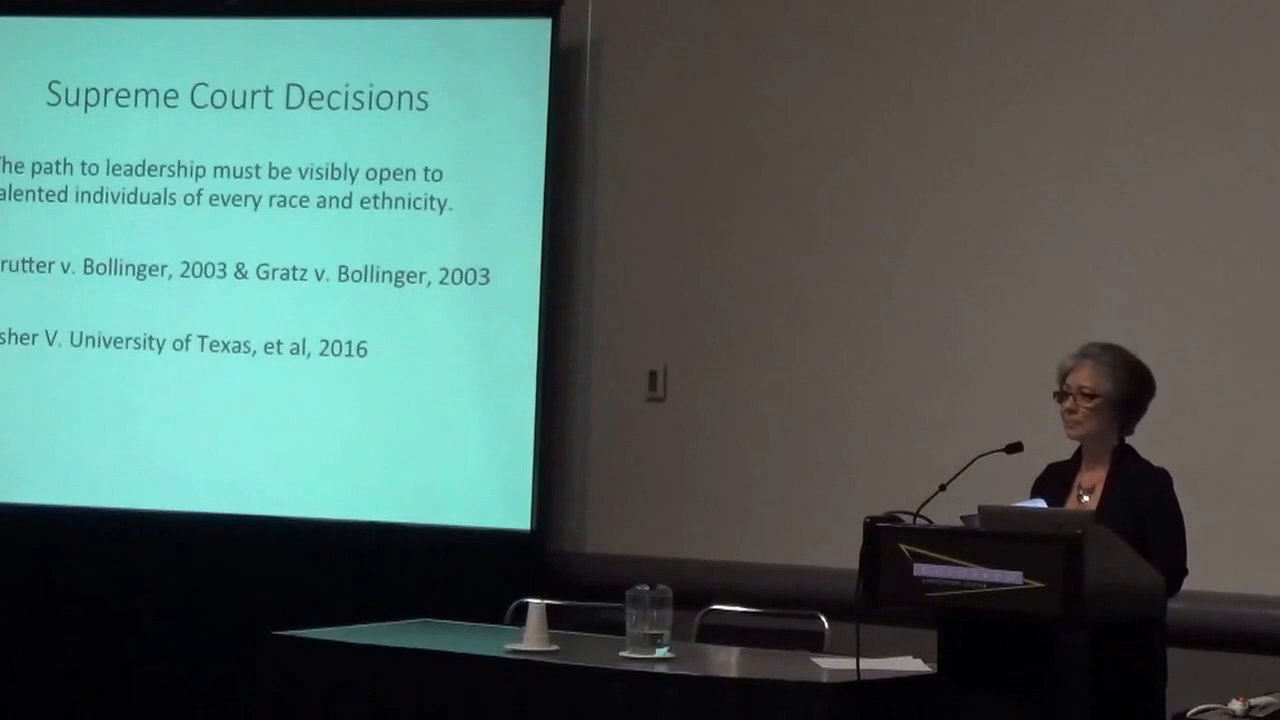 Supreme Court Decisions
he path to leadership must be visibly open to
alented individuals of every race and ethnicity.
rutter v. Bollinger, 2003 & Gratz v. Bollinger, 2003
sher V. University of Texas, et al, 2016